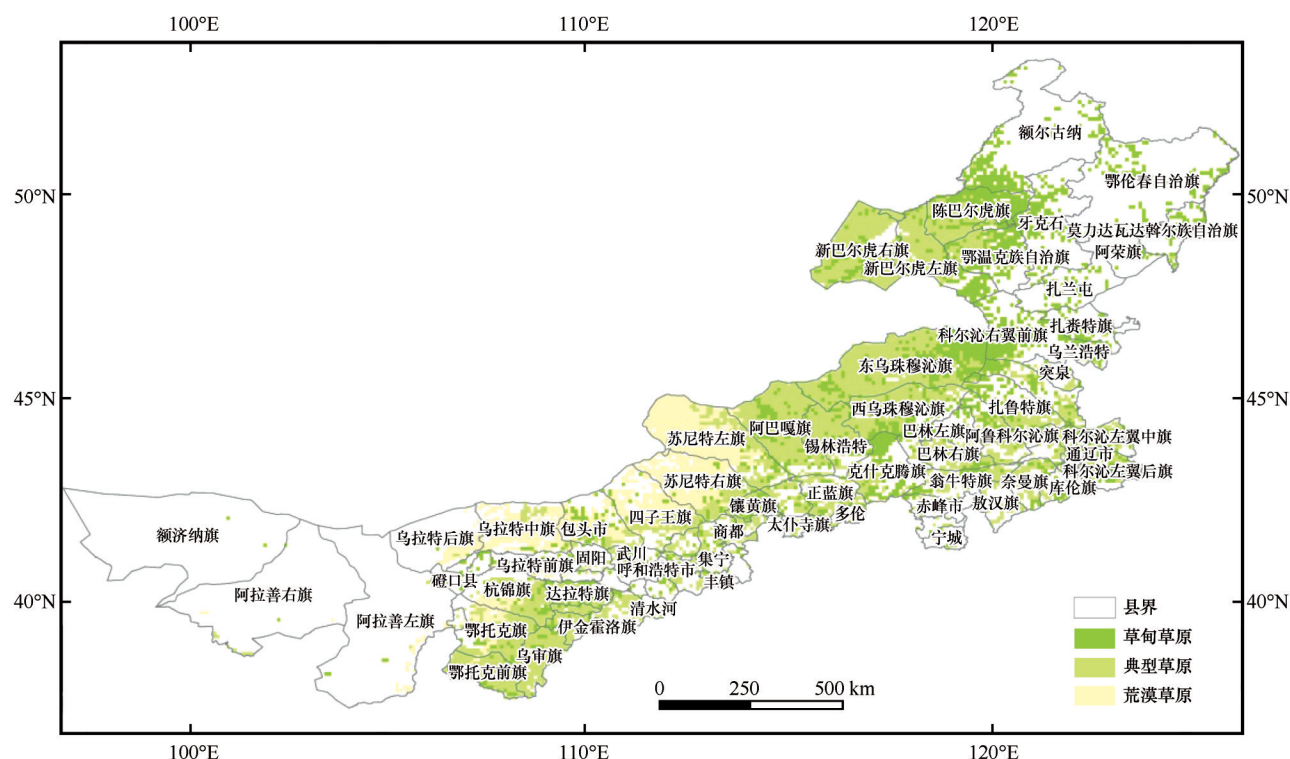 100°E
110°E
120°E
额尔古纳
鄂伦春自治旗
50°N
50°N
陈巴尔虎旗
牙克石
莫力达瓦达斡尔族自治旗
新巴尔虎右旗
鄂温克族自治旗
阿荣旗
新巴尔虎左旗
扎兰屯
科尔沁右翼前旗
扎赉特旗
乌兰浩特
东乌珠穆沁旗
突泉
45°N
45°N
西乌珠穆沁旗
扎鲁特旗
苏尼特左旗
阿巴嘎旗
锡林浩特
巴林左旗
阿鲁科尔沁旗
科尔沁左翼中旗
巴林右旗
通辽市
克什克腾旗
科尔沁左翼后旗
苏尼特右旗
翁牛特旗
奈曼旗
库伦旗
正蓝旗
镶黄旗
赤峰市
敖汉旗
多伦
太仆寺旗
四子王旗
商都
宁城
额济纳旗
乌拉特后旗
乌拉特中旗
包头市
固阳
武川
集宁
乌拉特前旗
呼和浩特市
丰镇
磴口县
杭锦旗
达拉特旗
清水河
40°N
40°N
阿拉善右旗
阿拉善左旗
鄂托克旗
伊金霍洛旗
乌审旗
鄂托克前旗
县界
草甸草原
典型草原
荒漠草原
0
250
500 km
100°E
110°E
120°E